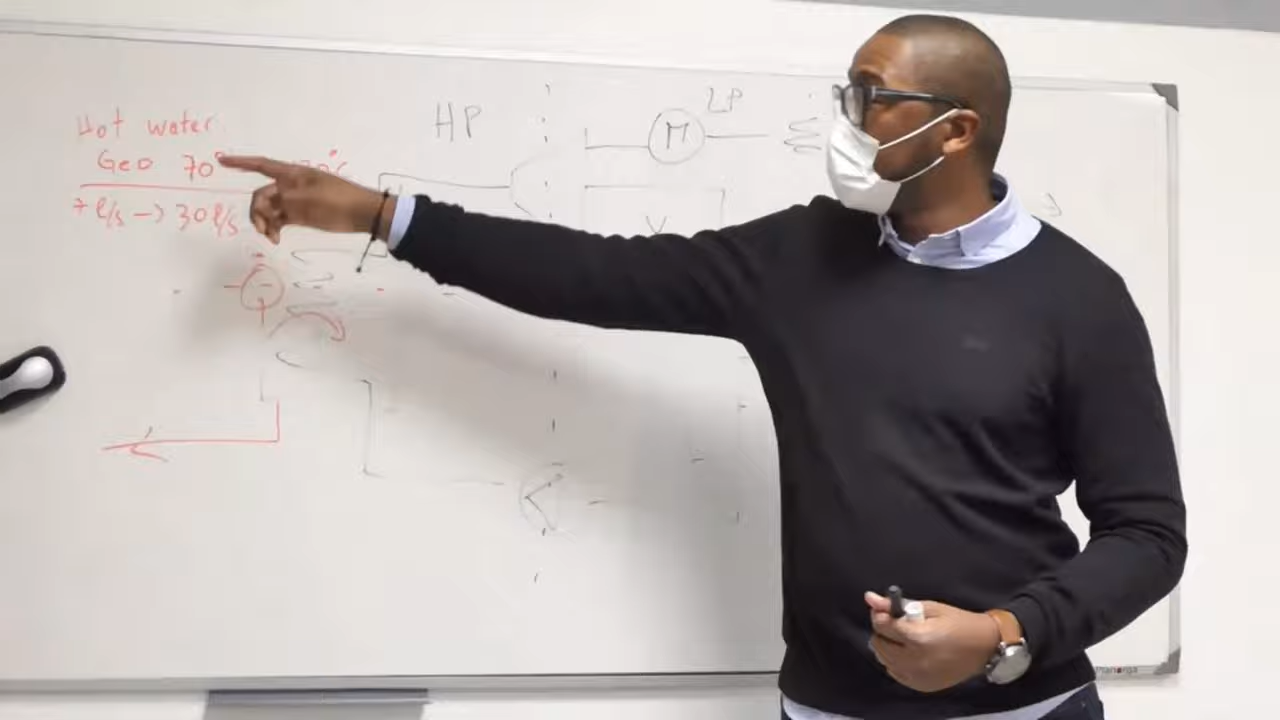 Hot water
Geo 70°
7 l/s → 30 l/s
HP
M
LP